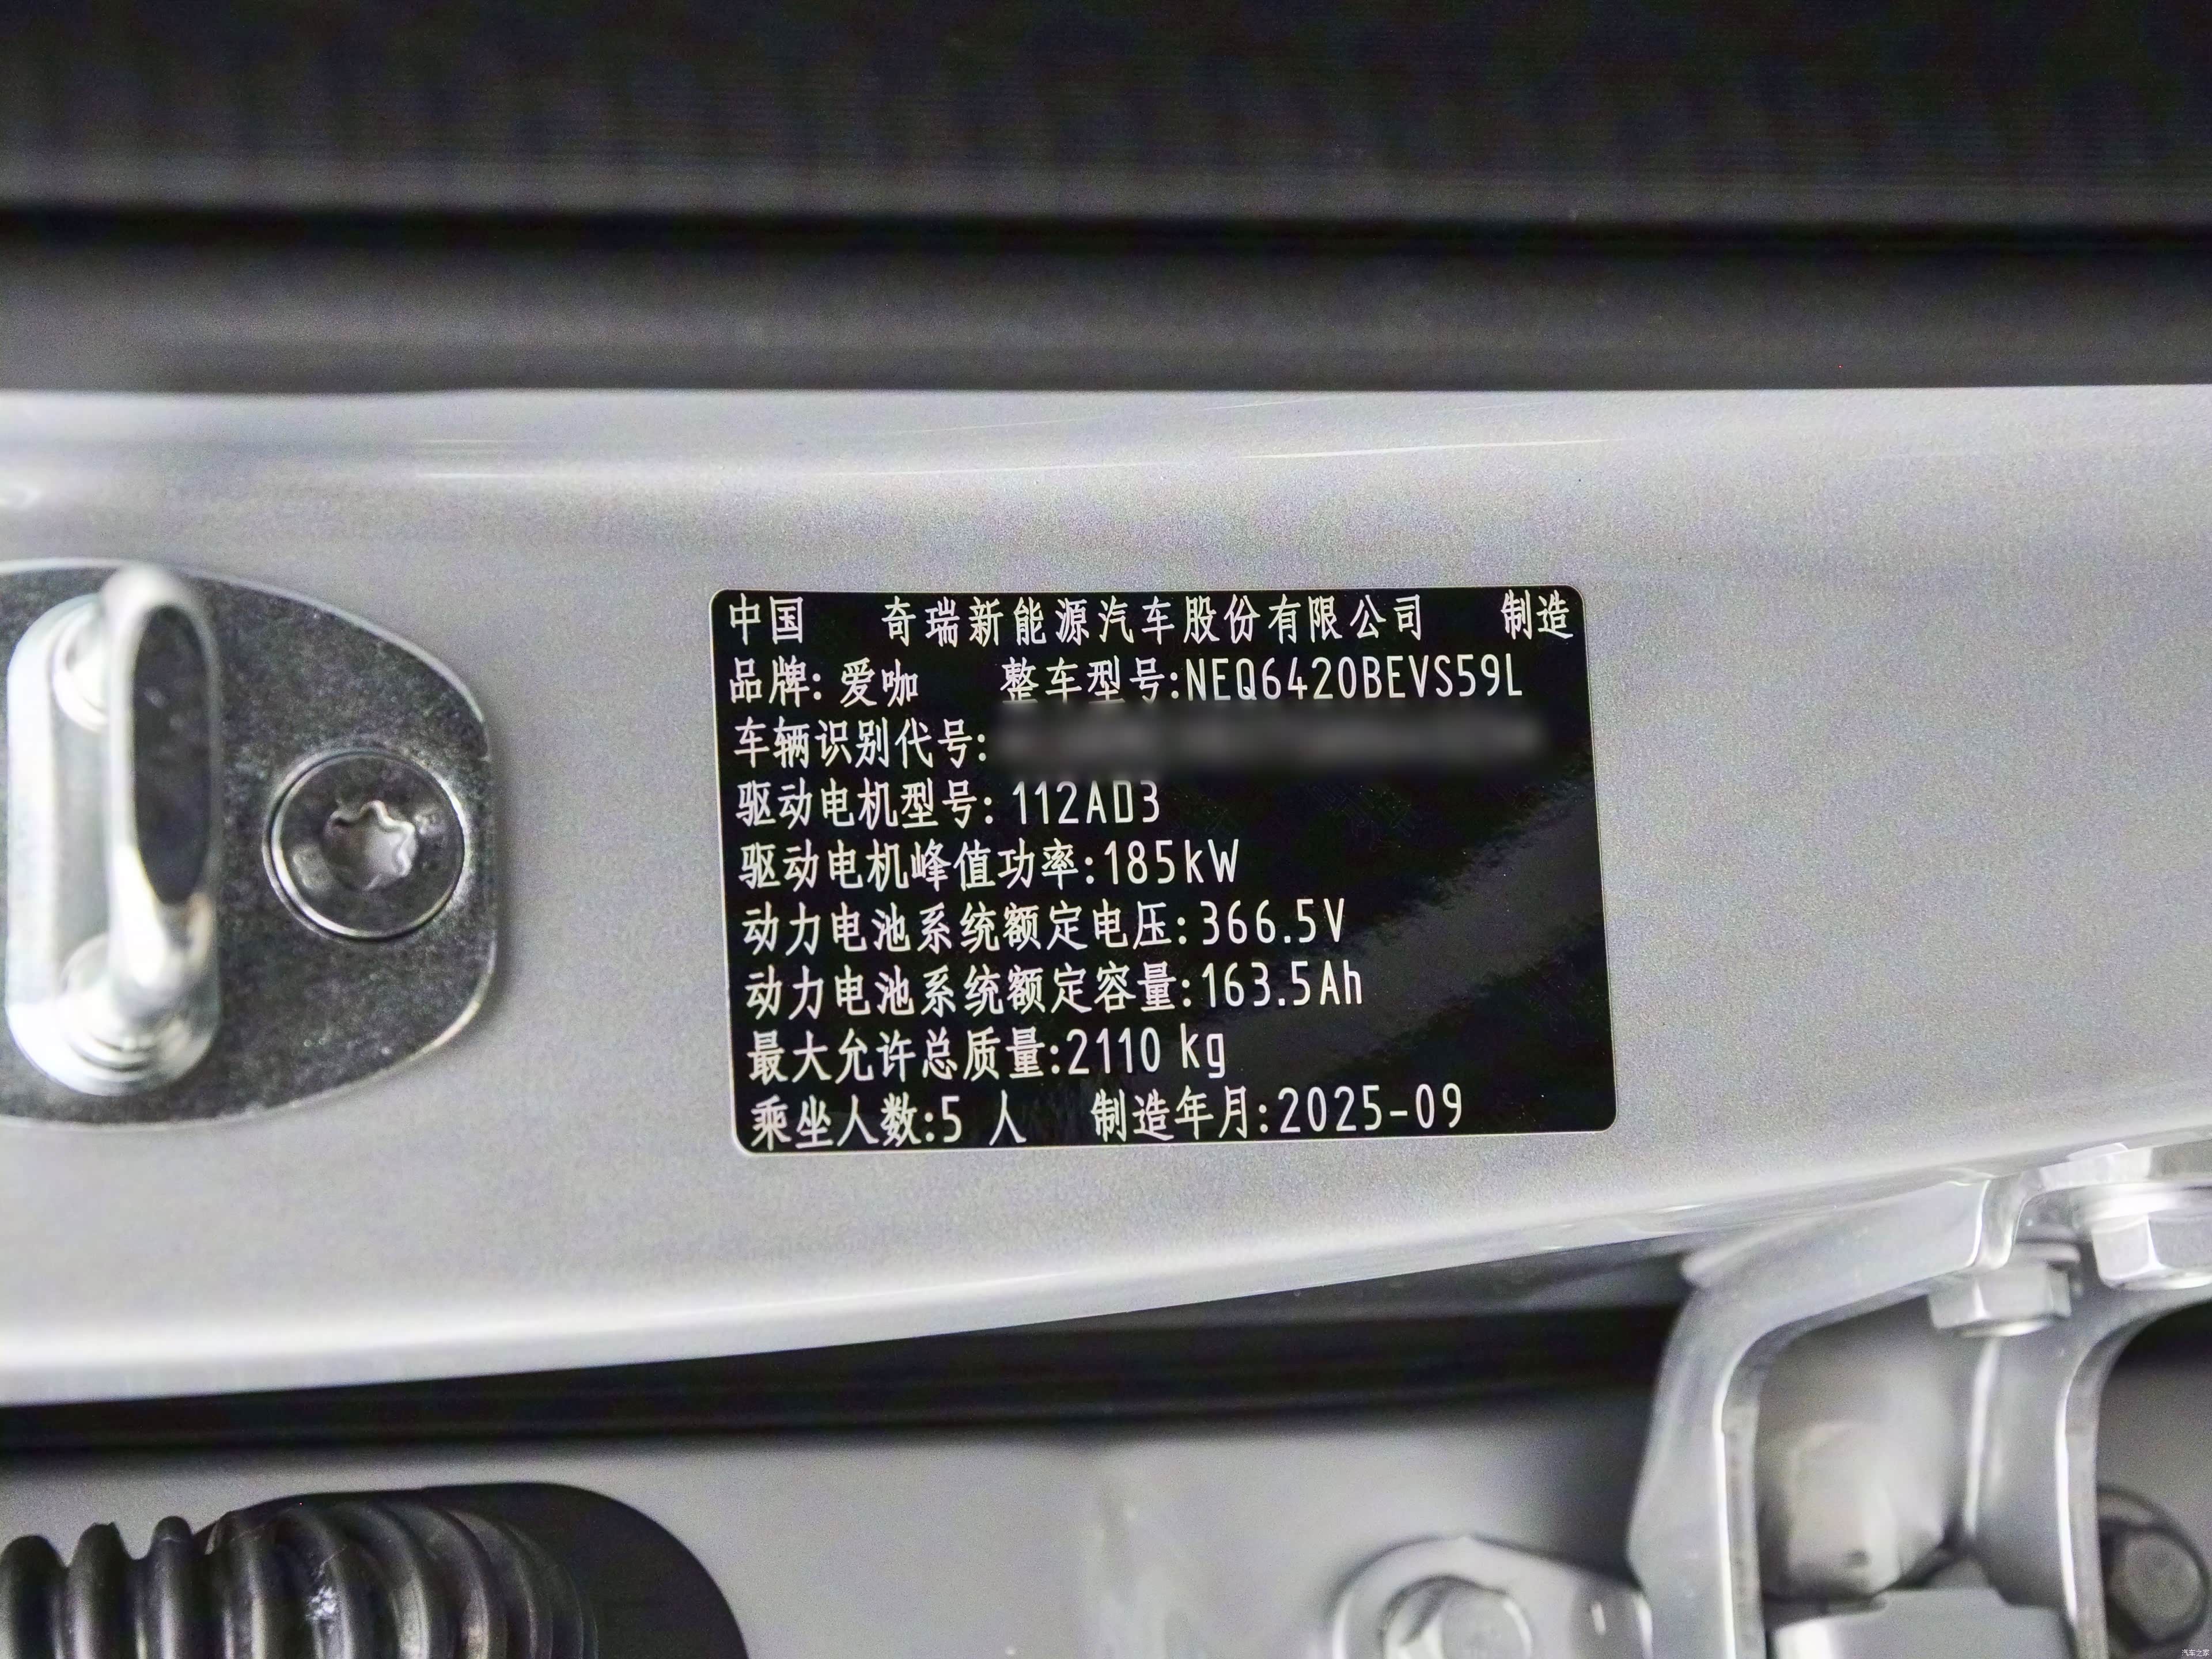 中国 奇瑞新能源汽车股份有限公司 制造
品牌: 爱咖 整车型号:NEQ6420BEVS59L
车辆识别代号:
驱动电机型号: 112AD3
驱动电机峰值功率:185kW
动力电池系统额定电压:366.5V
动力电池系统额定容量:163.5Ah
最大允许总质量:2110 kg
乘坐人数:5 人 制造年月:2025-09
汽车之家